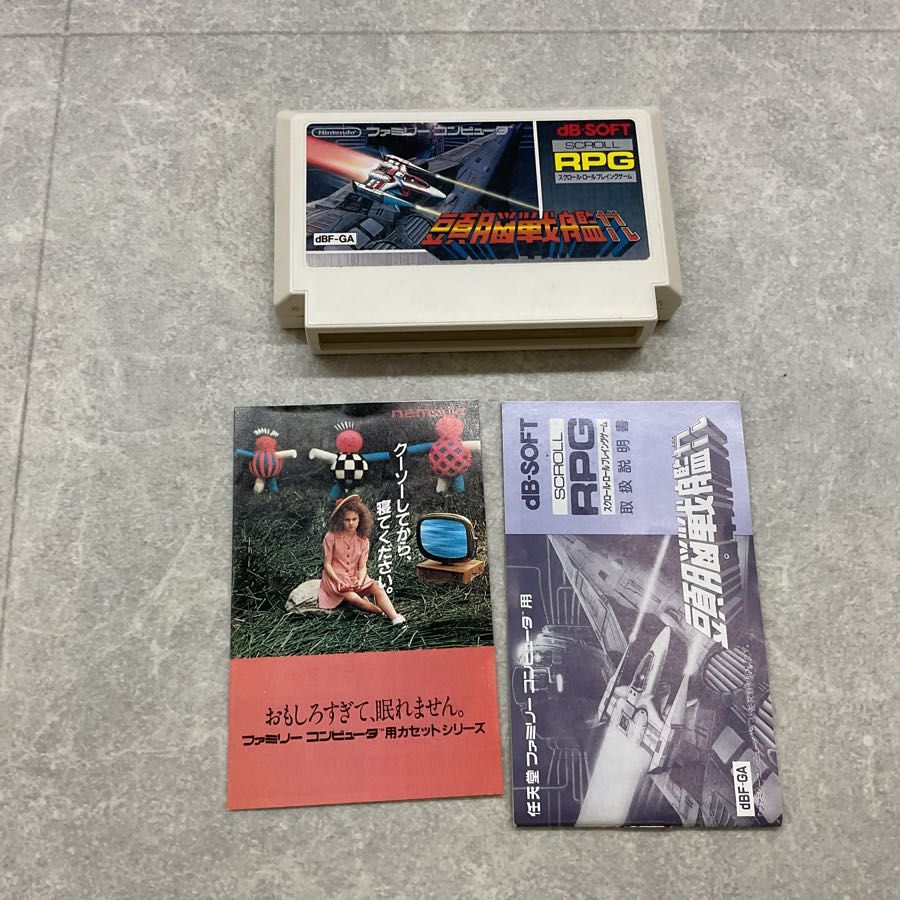 Nintendo ファミリー コンピュータ
dB-SOFT
SCROLL
RPG
スクロール・ロールプレイングゲーム
dBF-GA
頭脳戦艦ガル
クーソーしてから、
寝てください。
おもしろすぎて、眠れません。
ファミリー コンピュータ™用カセットシリーズ
dB-SOFT
SCROLL
RPG
スクロール・ロールプレイングゲーム
取扱説明書
頭脳戦艦ガル
任天堂 ファミリー コンピュータ™用
dBF-GA